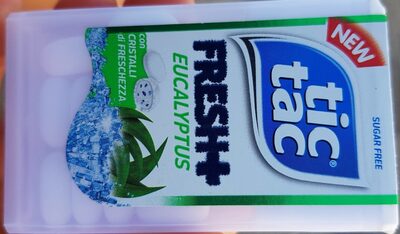 NEW
tic
tac®
SUGAR FREE
FRESH+
EUCALYPTUS
con
CRISTALLI
di FRESCHEZZA